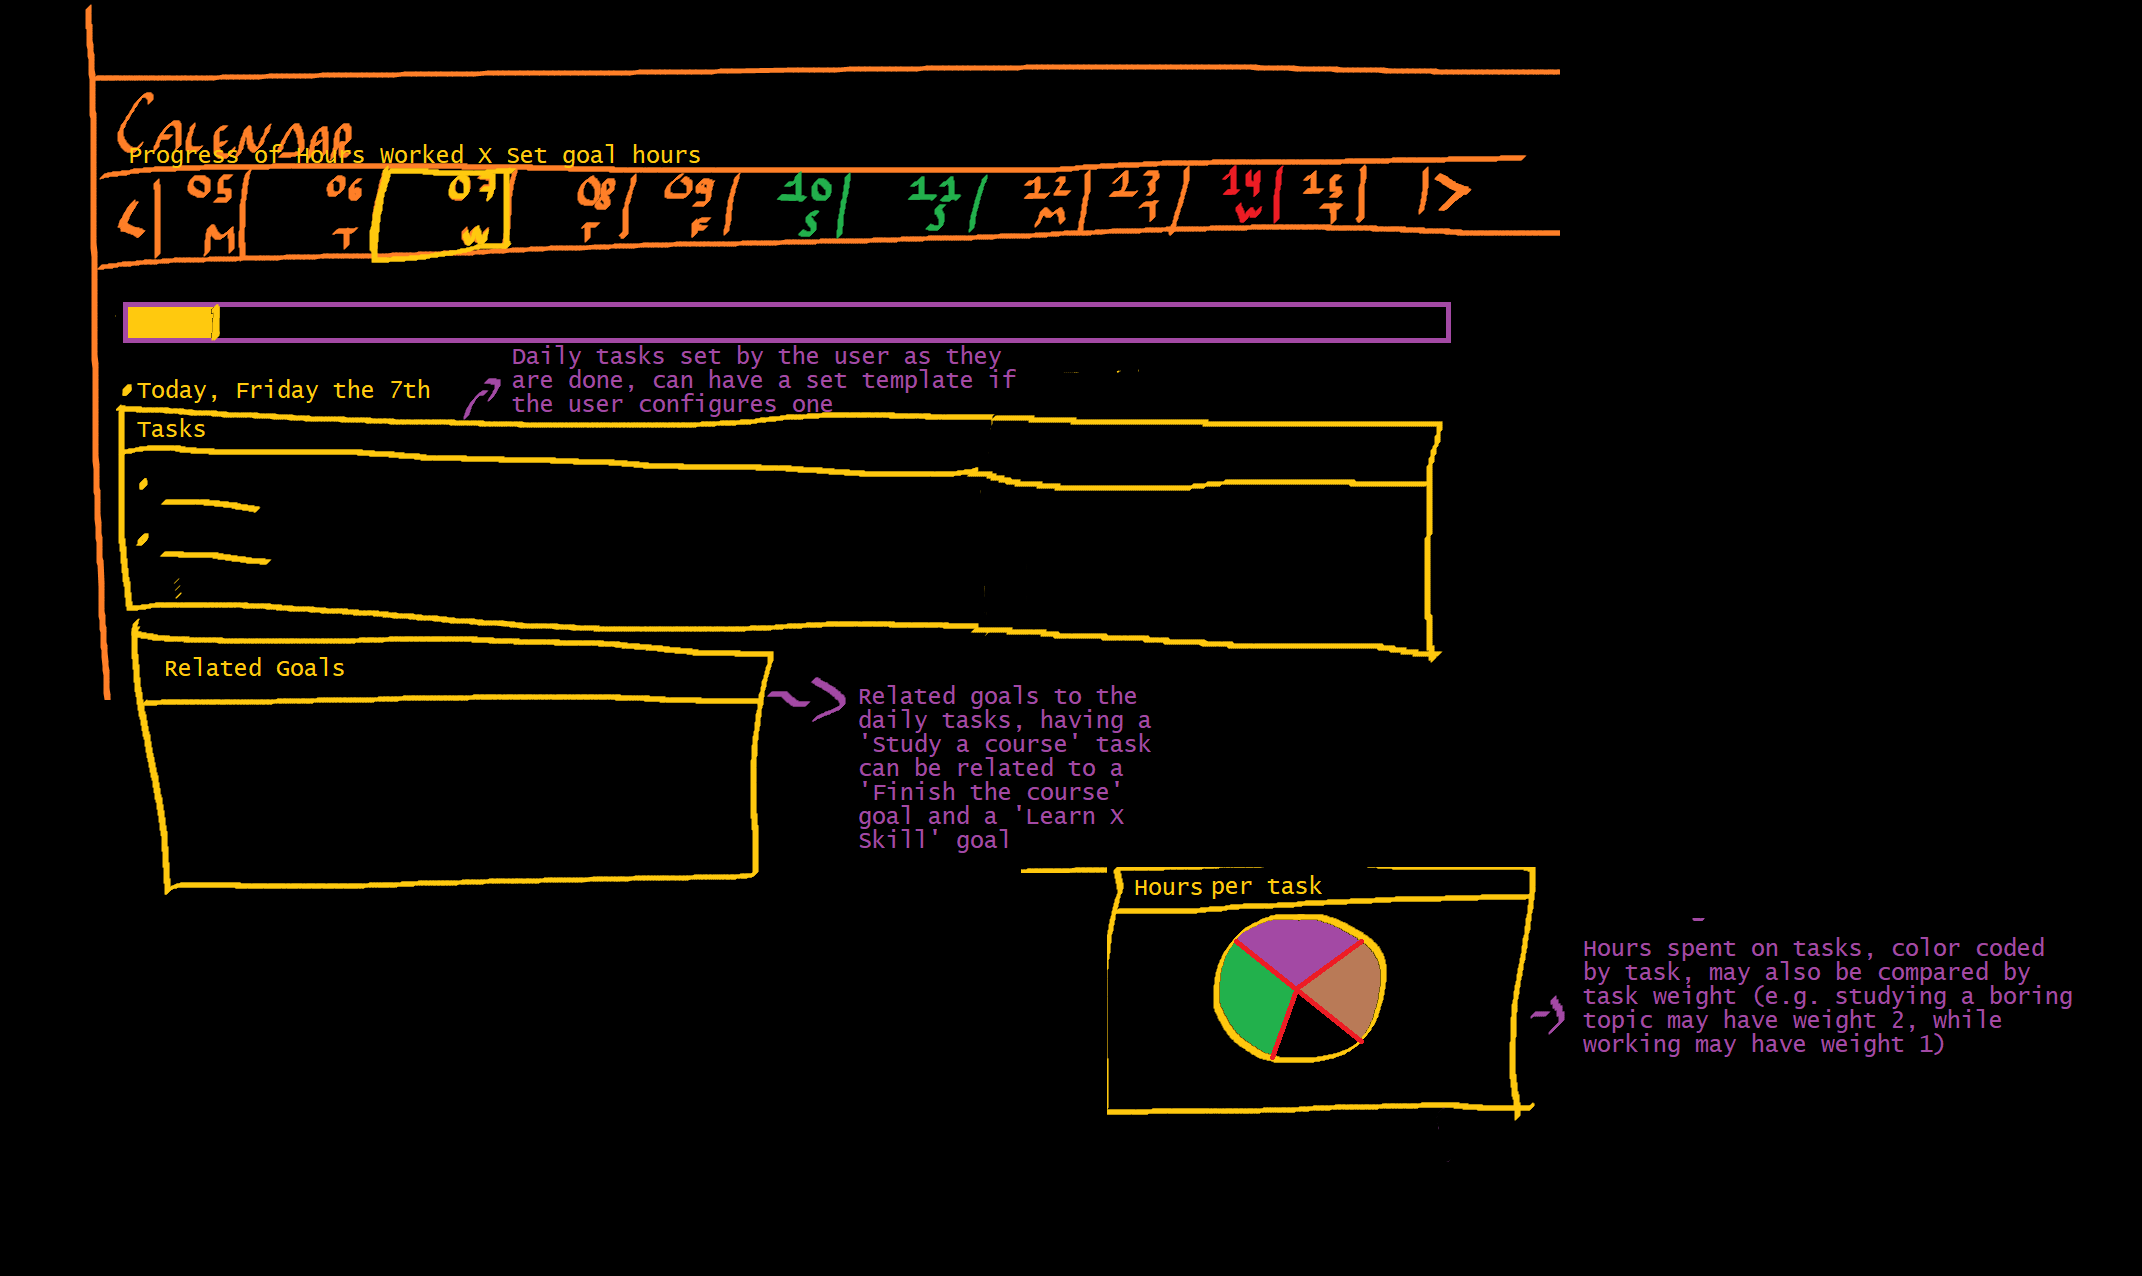 CALENDAR
Progress of Hours Worked X Set goal hours
< 05 06 07 08 09 10 11 12 13 14 15 >
M T W T F S S M T W T
Daily tasks set by the user as they
are done, can have a set template if
the user configures one
Today, Friday the 7th
Tasks
Related Goals
Related goals to the
daily tasks, having a
'Study a course' task
can be related to a
'Finish the course'
goal and a 'Learn X
Skill' goal
Hours per task
Hours spent on tasks, color coded
by task, may also be compared by
task weight (e.g. studying a boring
topic may have weight 2, while
working may have weight 1)